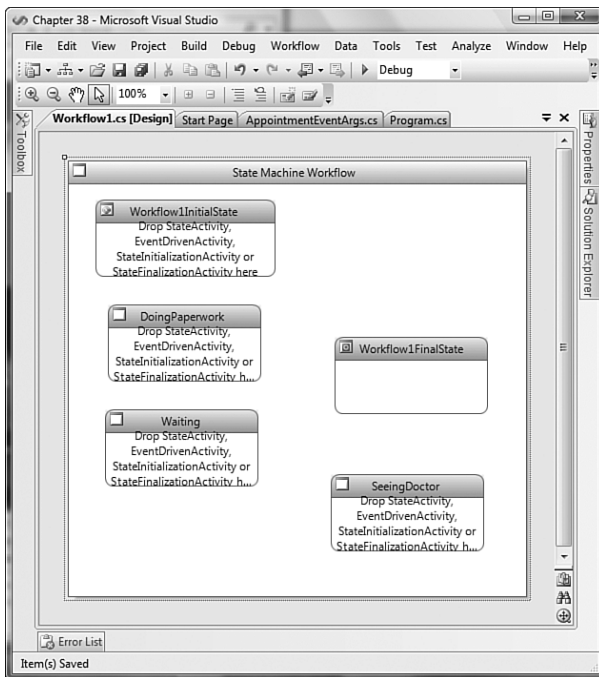 Chapter 38 - Microsoft Visual Studio
File Edit View Project Build Debug Workflow Data Tools Test Analyze Window Help
Debug
100%
Workflow1.cs [Design] Start Page AppointmentEventArgs.cs Program.cs
Toolbox
Properties
Solution Explorer
State Machine Workflow
Workflow1InitialState
Drop StateActivity,
EventDrivenActivity,
StateInitializationActivity or
StateFinalizationActivity here
DoingPaperwork
Drop StateActivity,
EventDrivenActivity,
StateInitializationActivity or
StateFinalizationActivity h...
Workflow1FinalState
Waiting
Drop StateActivity,
EventDrivenActivity,
StateInitializationActivity or
StateFinalizationActivity h...
SeeingDoctor
Drop StateActivity,
EventDrivenActivity,
StateInitializationActivity or
StateFinalizationActivity h...
Error List
Item(s) Saved